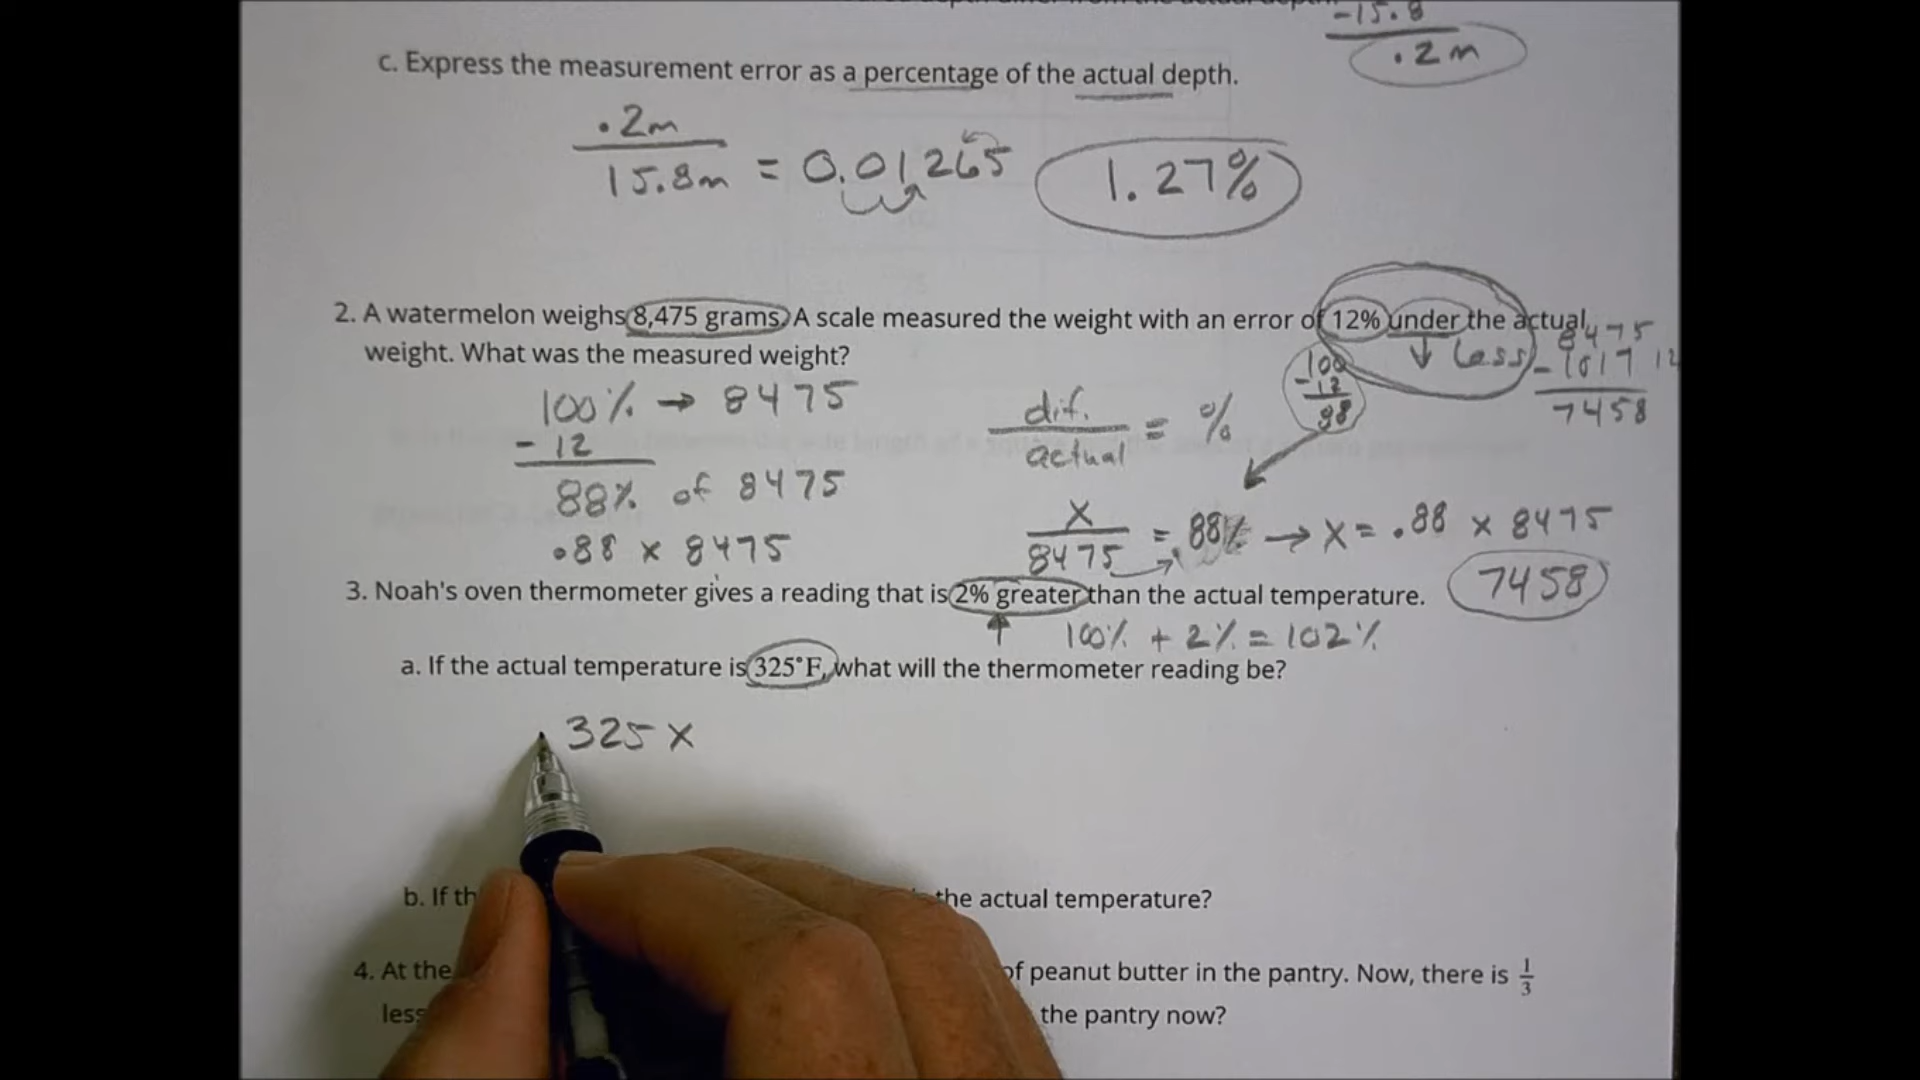 -15.8
.2m
c. Express the measurement error as a percentage of the actual depth.
.2m
15.8m = 0.01265 1.27%
2. A watermelon weighs 8,475 grams. A scale measured the weight with an error of 12% under the actual
weight. What was the measured weight?
↓ Less
8475
-1017
7458
100% → 8475
- 12
88% of 8475
.88 x 8475
dif.
actual = %
100
-12
88
x
8475 = .88% → x = .88 x 8475
7458
3. Noah's oven thermometer gives a reading that is 2% greater than the actual temperature.
↑ 100% + 2% = 102%
a. If the actual temperature is 325°F, what will the thermometer reading be?
325 x
b. If the actual temperature?
4. At the of peanut butter in the pantry. Now, there is 1/3
less the pantry now?